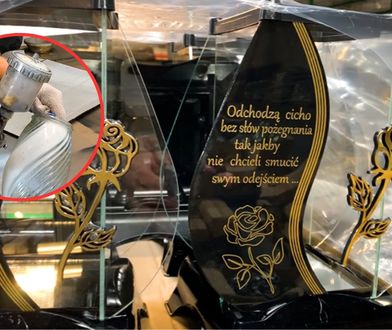 Odchodzą cicho
bez słów pożegnania
tak jakby
nie chcieli smucić
swym odejściem ...